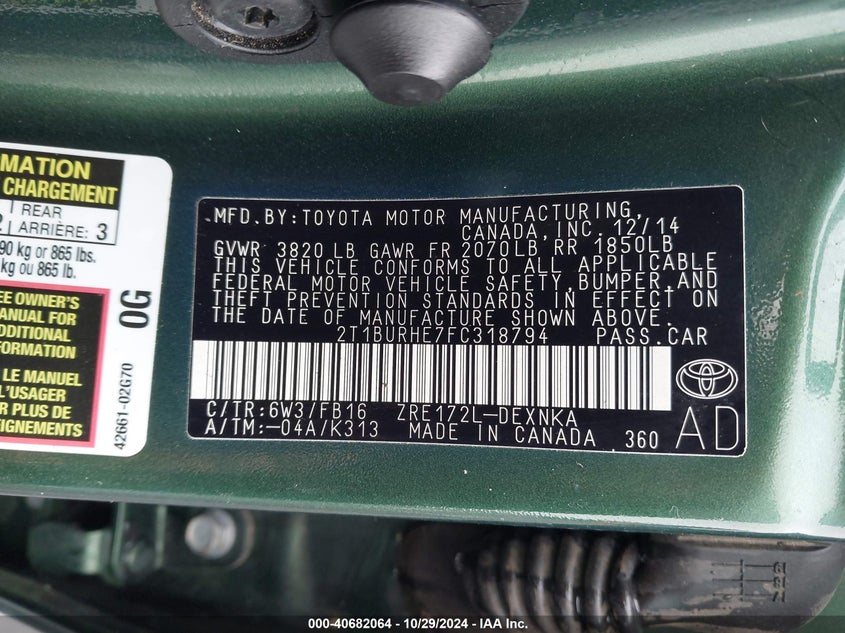 MATION
CHARGEMENT
REAR
ARRIÈRE: 3
90 kg or 865 lbs.
kg ou 865 lb.
EE OWNER'S
MANUAL FOR
ADDITIONAL
INFORMATION
LE MANUEL
L'USAGER
UR PLUS DE
EIGNEMENTS
0G
42661-02G70
MFD. BY: TOYOTA MOTOR MANUFACTURING,
CANADA, INC. 12/14
GVWR 3820 LB GAWR FR 2070LB, RR 1850LB
THIS VEHICLE CONFORMS TO ALL APPLICABLE
FEDERAL MOTOR VEHICLE SAFETY, BUMPER, AND
THEFT PREVENTION STANDARDS IN EFFECT ON
THE DATE OF MANUFACTURE SHOWN ABOVE.
2T1BURHE7FC318794 PASS. CAR
C/TR: 6W3/FB16 ZRE172L-DEXNKA
A/TM: -04A/K313 MADE IN CANADA 360
AD
000-40682064 / 10/29/2024 - IAA Inc.